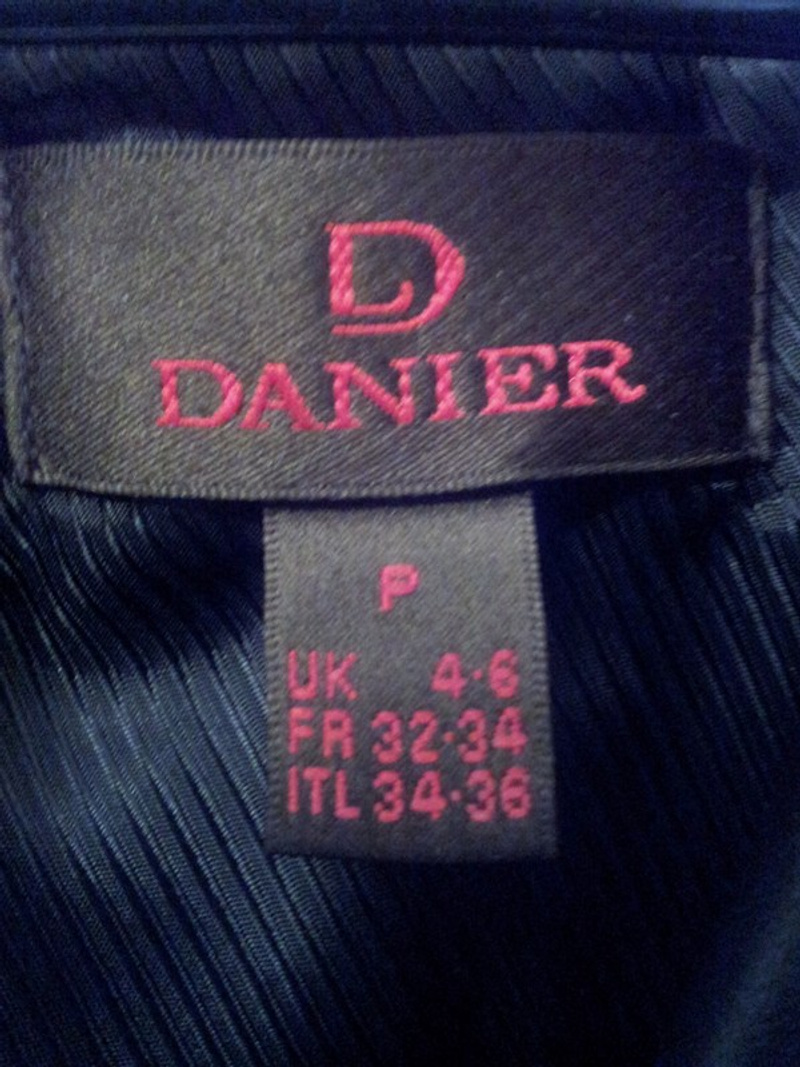 D
DANIER
P
UK 4·6
FR 32·34
ITL 34·36